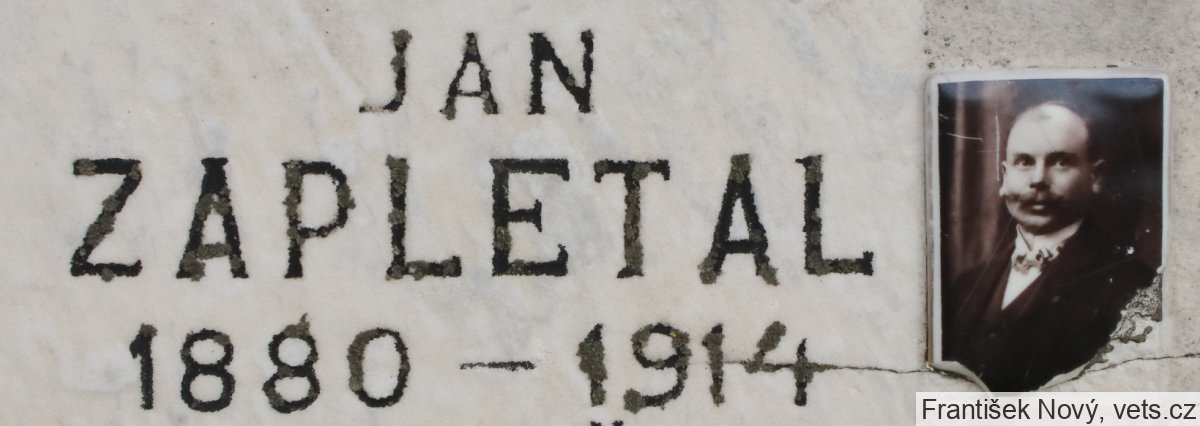 JAN
ZAPLETAL
1880 – 1914
František Nový, vets.cz